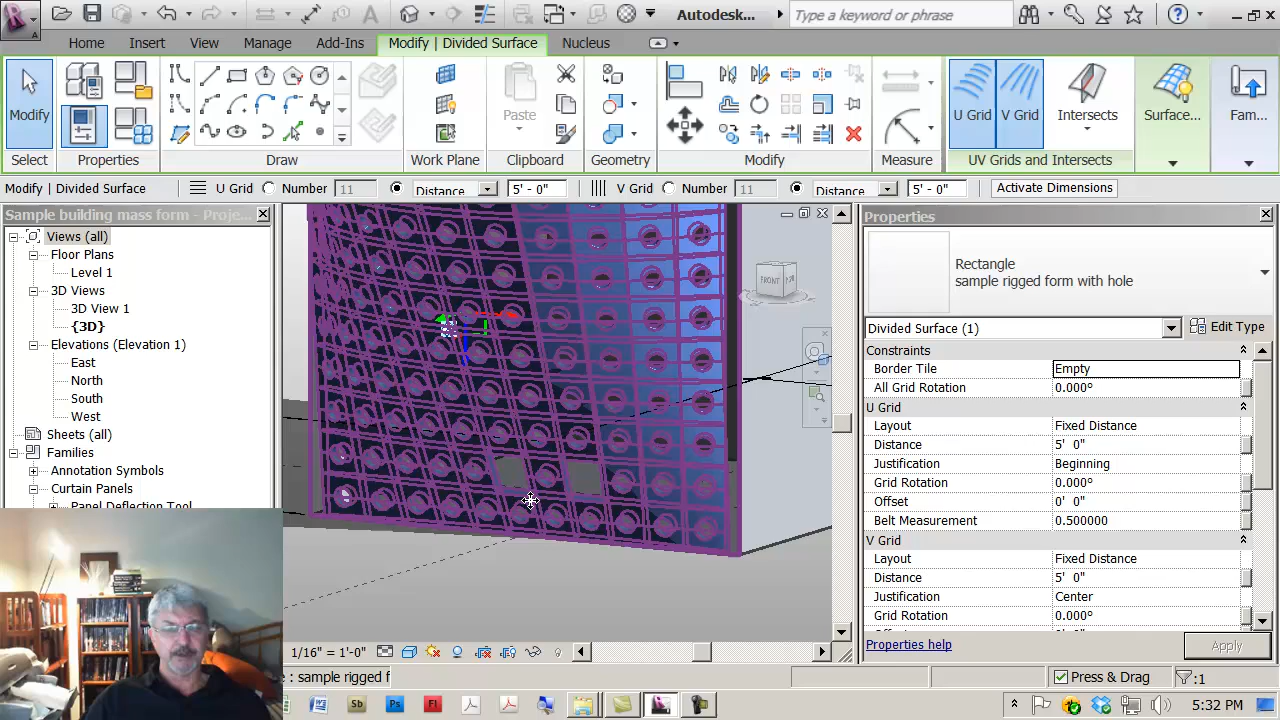 Autodesk...
Type a keyword or phrase
Home Insert View Manage Add-Ins Modify | Divided Surface Nucleus
Modify
Paste
U Grid V Grid Intersects Surface... Fam...
Select Properties Draw Work Plane Clipboard Geometry Modify Measure UV Grids and Intersects
Modify | Divided Surface U Grid Number 11 Distance 5' - 0" V Grid Number 11 Distance 5' - 0" Activate Dimensions
Sample building mass form - Proje...
Views (all)
Floor Plans
Level 1
3D Views
3D View 1
{3D}
Elevations (Elevation 1)
East
North
South
West
Sheets (all)
Families
Annotation Symbols
Curtain Panels
Panel Deflection Twi
FRONT
Properties
Rectangle
sample rigged form with hole
Divided Surface (1) Edit Type
Constraints
Border Tile Empty
All Grid Rotation 0.000°
U Grid
Layout Fixed Distance
Distance 5' 0"
Justification Beginning
Grid Rotation 0.000°
Offset 0' 0"
Belt Measurement 0.500000
V Grid
Layout Fixed Distance
Distance 5' 0"
Justification Center
Grid Rotation 0.000°
Properties help Apply
1/16" = 1'-0"
: sample rigged f
Press & Drag :1
Ps Fl
5:32 PM